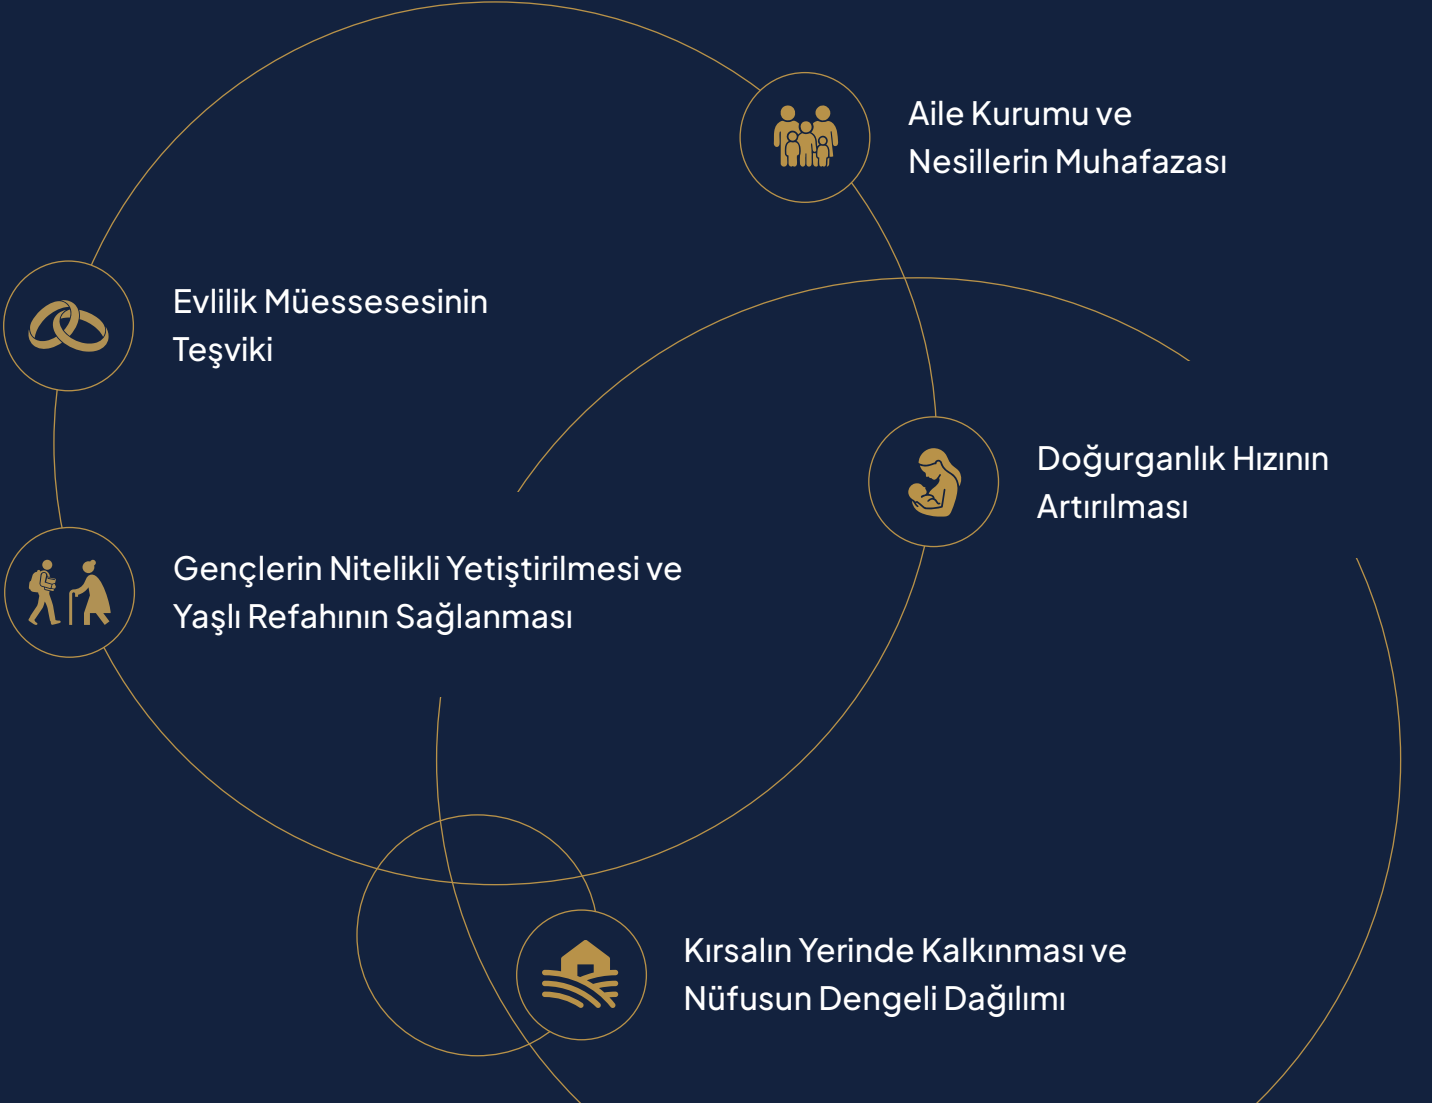 Aile Kurumu ve
Nesillerin Muhafazası
Evlilik Müessesesinin
Teşviki
Doğurganlık Hızının
Artırılması
Gençlerin Nitelikli Yetiştirilmesi ve
Yaşlı Refahının Sağlanması
Kırsalın Yerinde Kalkınması ve
Nüfusun Dengeli Dağılımı